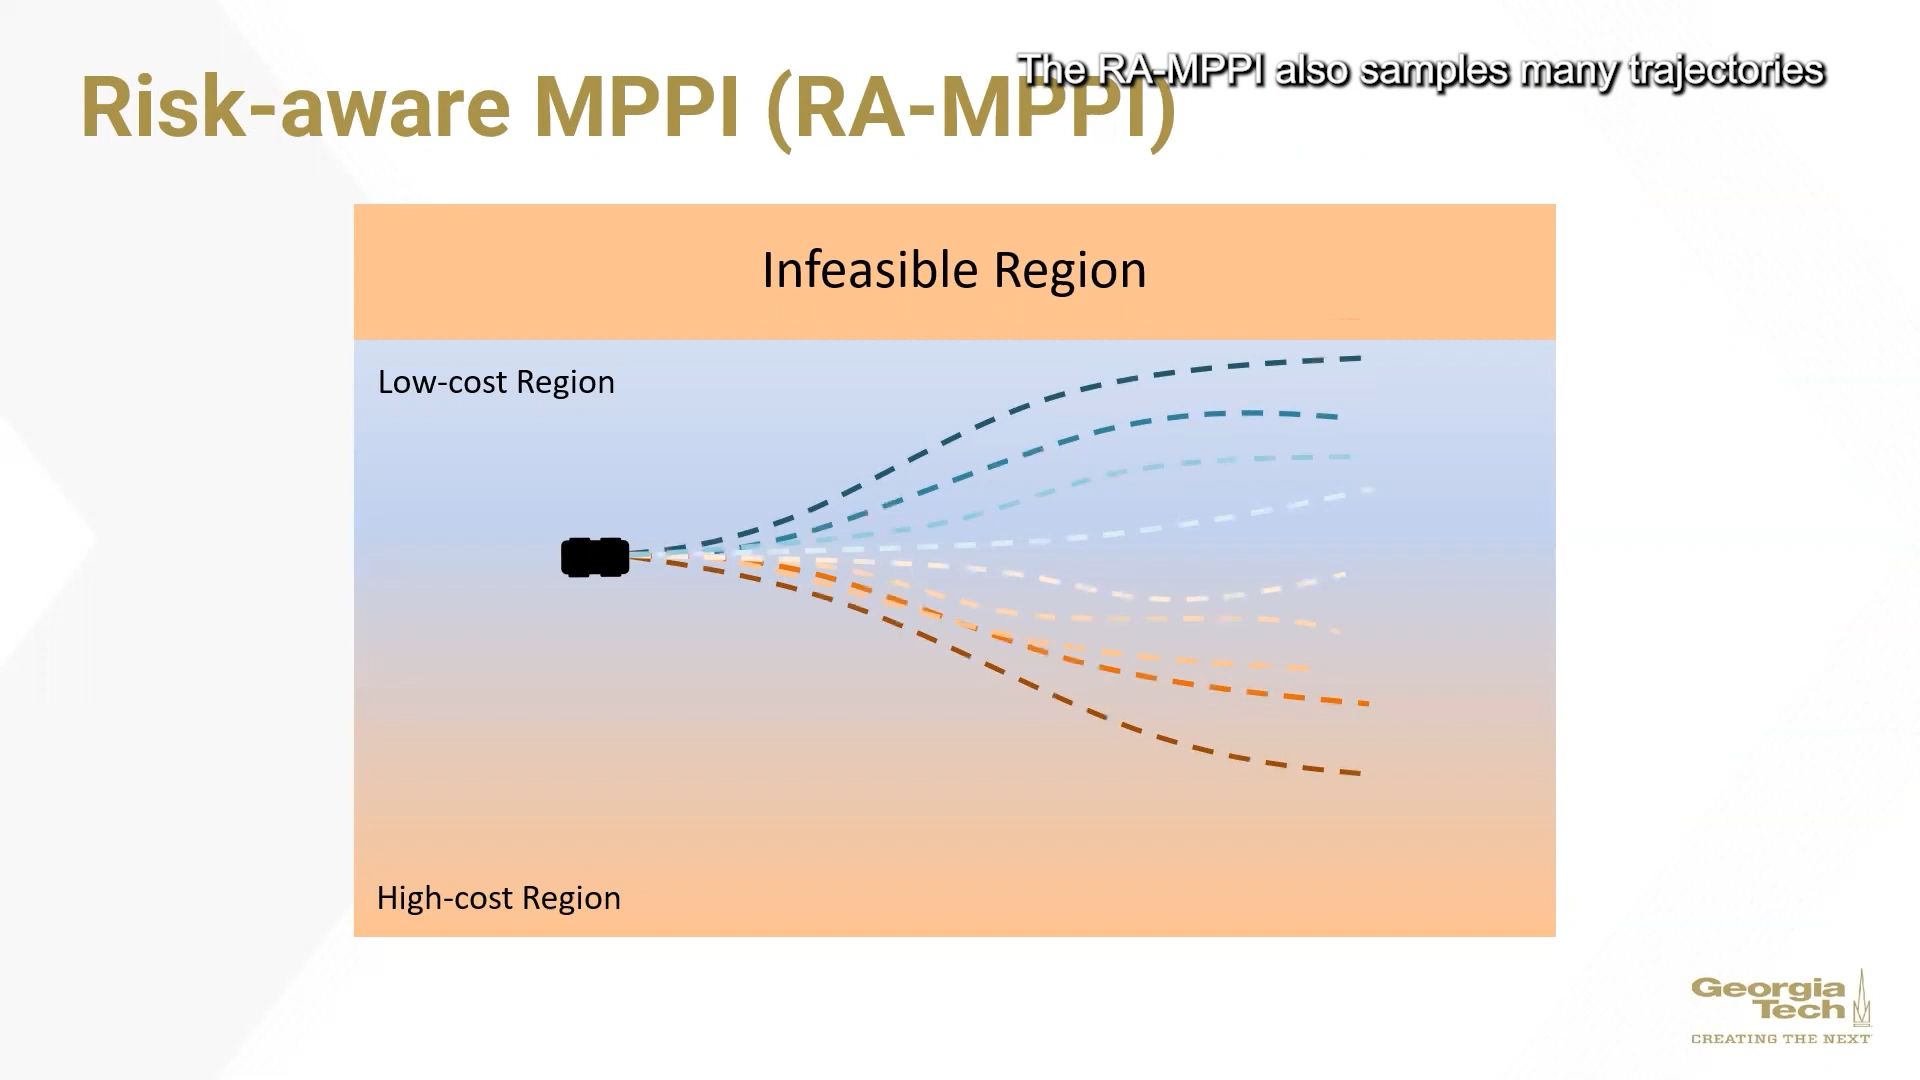 The RA-MPPI also samples many trajectories
Risk-aware MPPI (RA-MPPI)
Infeasible Region
Low-cost Region
High-cost Region
Georgia
Tech
CREATING THE NEXT